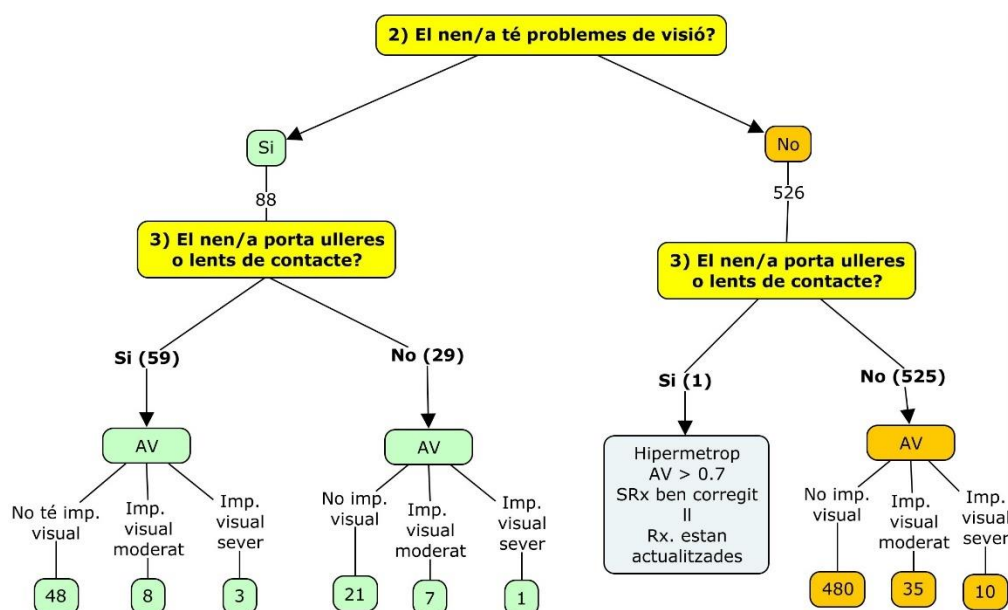 2) El nen/a té problemes de visió?
Si
No
88
526
3) El nen/a porta ulleres
o lents de contacte?
3) El nen/a porta ulleres
o lents de contacte?
Si (59)
No (29)
Si (1)
No (525)
AV
No té imp.
visual
Imp.
visual
moderat
Imp.
visual
sever
48
8
3
AV
No imp.
visual
Imp.
visual
moderat
Imp.
visual
sever
21
7
1
Hipermetrop
AV > 0.7
SRx ben corregit
II
Rx. estan
actualitzades
AV
No imp.
visual
Imp.
visual
moderat
Imp.
visual
sever
480
35
10